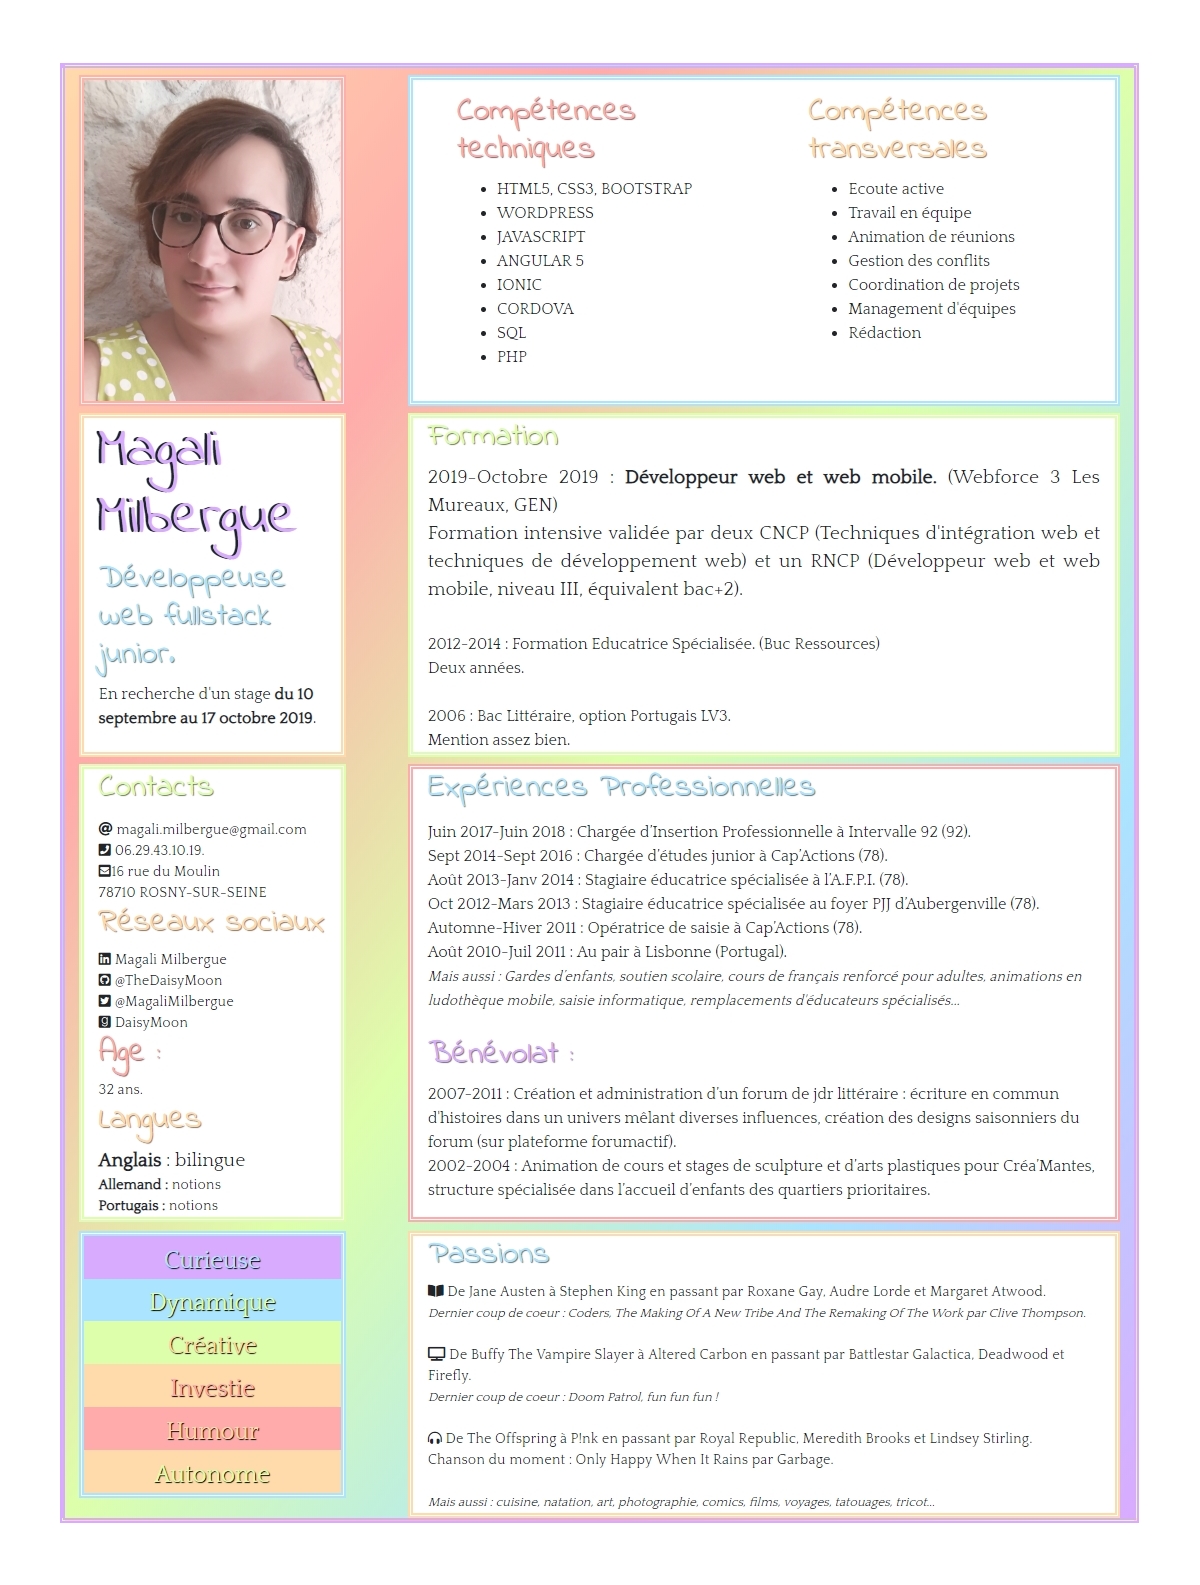 Compétences
techniques
HTML5, CSS3, BOOTSTRAP
WORDPRESS
JAVASCRIPT
ANGULAR 5
IONIC
CORDOVA
SQL
PHP
Compétences
transversales
Ecoute active
Travail en équipe
Animation de réunions
Gestion des conflits
Coordination de projets
Management d'équipes
Rédaction
Magali
Milbergue
Développeuse
web fullstack
junior.
En recherche d'un stage du 10
septembre au 17 octobre 2019.
Formation
2019-Octobre 2019 : Développeur web et web mobile. (Webforce 3 Les
Mureaux, GEN)
Formation intensive validée par deux CNCP (Techniques d'intégration web et
techniques de développement web) et un RNCP (Développeur web et web
mobile, niveau III, équivalent bac+2).
2012-2014 : Formation Educatrice Spécialisée. (Buc Ressources)
Deux années.
2006 : Bac Littéraire, option Portugais LV3.
Mention assez bien.
Contacts
magali.milbergue@gmail.com
06.29.43.10.19.
16 rue du Moulin
78710 ROSNY-SUR-SEINE
Réseaux sociaux
Magali Milbergue
@TheDaisyMoon
@MagaliMilbergue
DaisyMoon
Age :
32 ans.
Langues
Anglais : bilingue
Allemand : notions
Portugais : notions
Expériences Professionnelles
Juin 2017-Juin 2018 : Chargée d'Insertion Professionnelle à Intervalle 92 (92).
Sept 2014-Sept 2016 : Chargée d'études junior à Cap'Actions (78).
Août 2013-Janv 2014 : Stagiaire éducatrice spécialisée à l'A.F.P.I. (78).
Oct 2012-Mars 2013 : Stagiaire éducatrice spécialisée au foyer PJJ d'Aubergenville (78).
Automne-Hiver 2011 : Opératrice de saisie à Cap'Actions (78).
Août 2010-Juil 2011 : Au pair à Lisbonne (Portugal).
Mais aussi : Gardes d'enfants, soutien scolaire, cours de français renforcé pour adultes, animations en
ludothèque mobile, saisie informatique, remplacements d'éducateurs spécialisés...
Bénévolat :
2007-2011 : Création et administration d'un forum de jdr littéraire : écriture en commun
d'histoires dans un univers mêlant diverses influences, création des designs saisonniers du
forum (sur plateforme forumactif).
2002-2004 : Animation de cours et stages de sculpture et d'arts plastiques pour Créa'Mantes,
structure spécialisée dans l'accueil d'enfants des quartiers prioritaires.
Curieuse
Dynamique
Créative
Investie
Humour
Autonome
Passions
De Jane Austen à Stephen King en passant par Roxane Gay, Audre Lorde et Margaret Atwood.
Dernier coup de coeur : Coders, The Making Of A New Tribe And The Remaking Of The Work par Clive Thompson.
De Buffy The Vampire Slayer à Altered Carbon en passant par Battlestar Galactica, Deadwood et
Firefly.
Dernier coup de coeur : Doom Patrol, fun fun fun !
De The Offspring à P!nk en passant par Royal Republic, Meredith Brooks et Lindsey Stirling.
Chanson du moment : Only Happy When It Rains par Garbage.
Mais aussi : cuisine, natation, art, photographie, comics, films, voyages, tatouages, tricot...